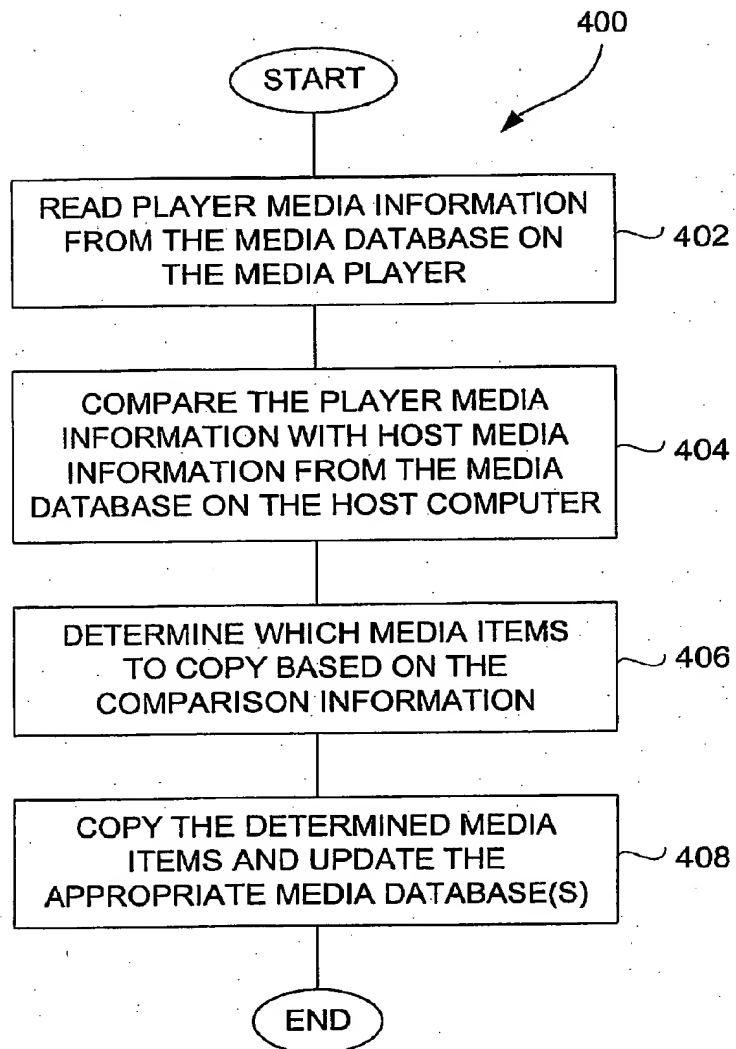 400
START
READ PLAYER MEDIA INFORMATION
FROM THE MEDIA DATABASE ON
THE MEDIA PLAYER
402
COMPARE THE PLAYER MEDIA
INFORMATION WITH HOST MEDIA
INFORMATION FROM THE MEDIA
DATABASE ON THE HOST COMPUTER
404
DETERMINE WHICH MEDIA ITEMS
TO COPY BASED ON THE
COMPARISON INFORMATION
406
COPY THE DETERMINED MEDIA
ITEMS AND UPDATE THE
APPROPRIATE MEDIA DATABASE(S)
408
END